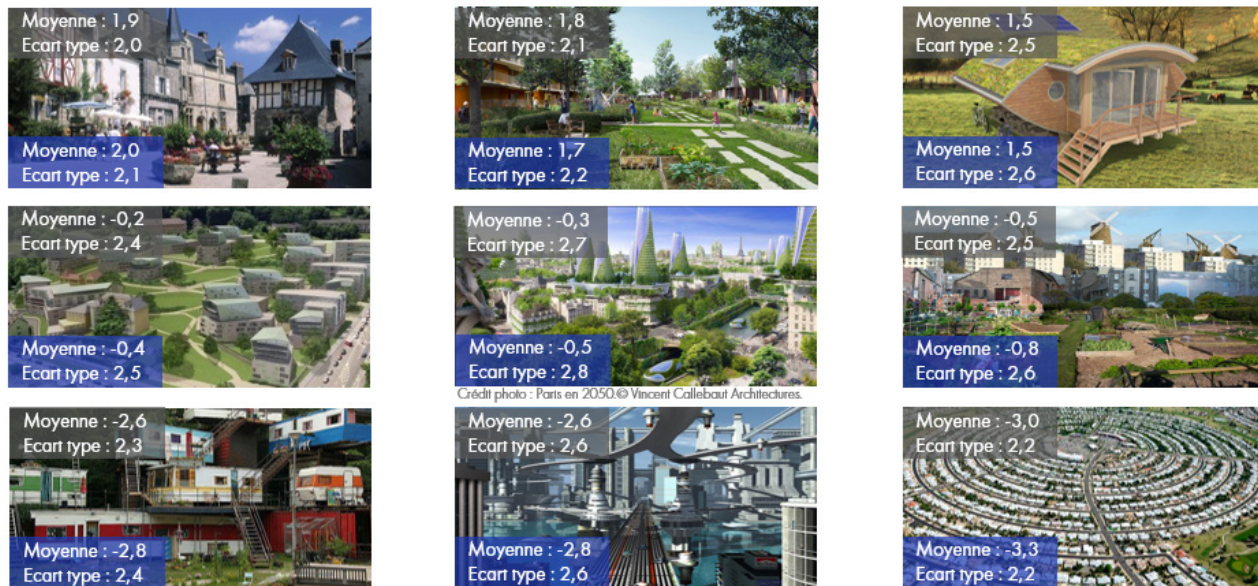 Moyenne : 1,9
Ecart type : 2,0
Moyenne : 2,0
Ecart type : 2,1
Moyenne : 1,8
Ecart type : 2,1
Moyenne : 1,7
Ecart type : 2,2
Moyenne : 1,5
Ecart type : 2,5
Moyenne : 1,5
Ecart type : 2,6
Moyenne : -0,2
Ecart type : 2,4
Moyenne : -0,4
Ecart type : 2,5
Moyenne : -0,3
Ecart type : 2,7
Moyenne : -0,5
Ecart type : 2,8
Crédit photo : Paris en 2050.© Vincent Callebaut Architectures.
Moyenne : -0,5
Ecart type : 2,5
Moyenne : -0,8
Ecart type : 2,6
Moyenne : -2,6
Ecart type : 2,3
Moyenne : -2,8
Ecart type : 2,4
Moyenne : -2,6
Ecart type : 2,6
Moyenne : -2,8
Ecart type : 2,6
Moyenne : -3,0
Ecart type : 2,2
Moyenne : -3,3
Ecart type : 2,2